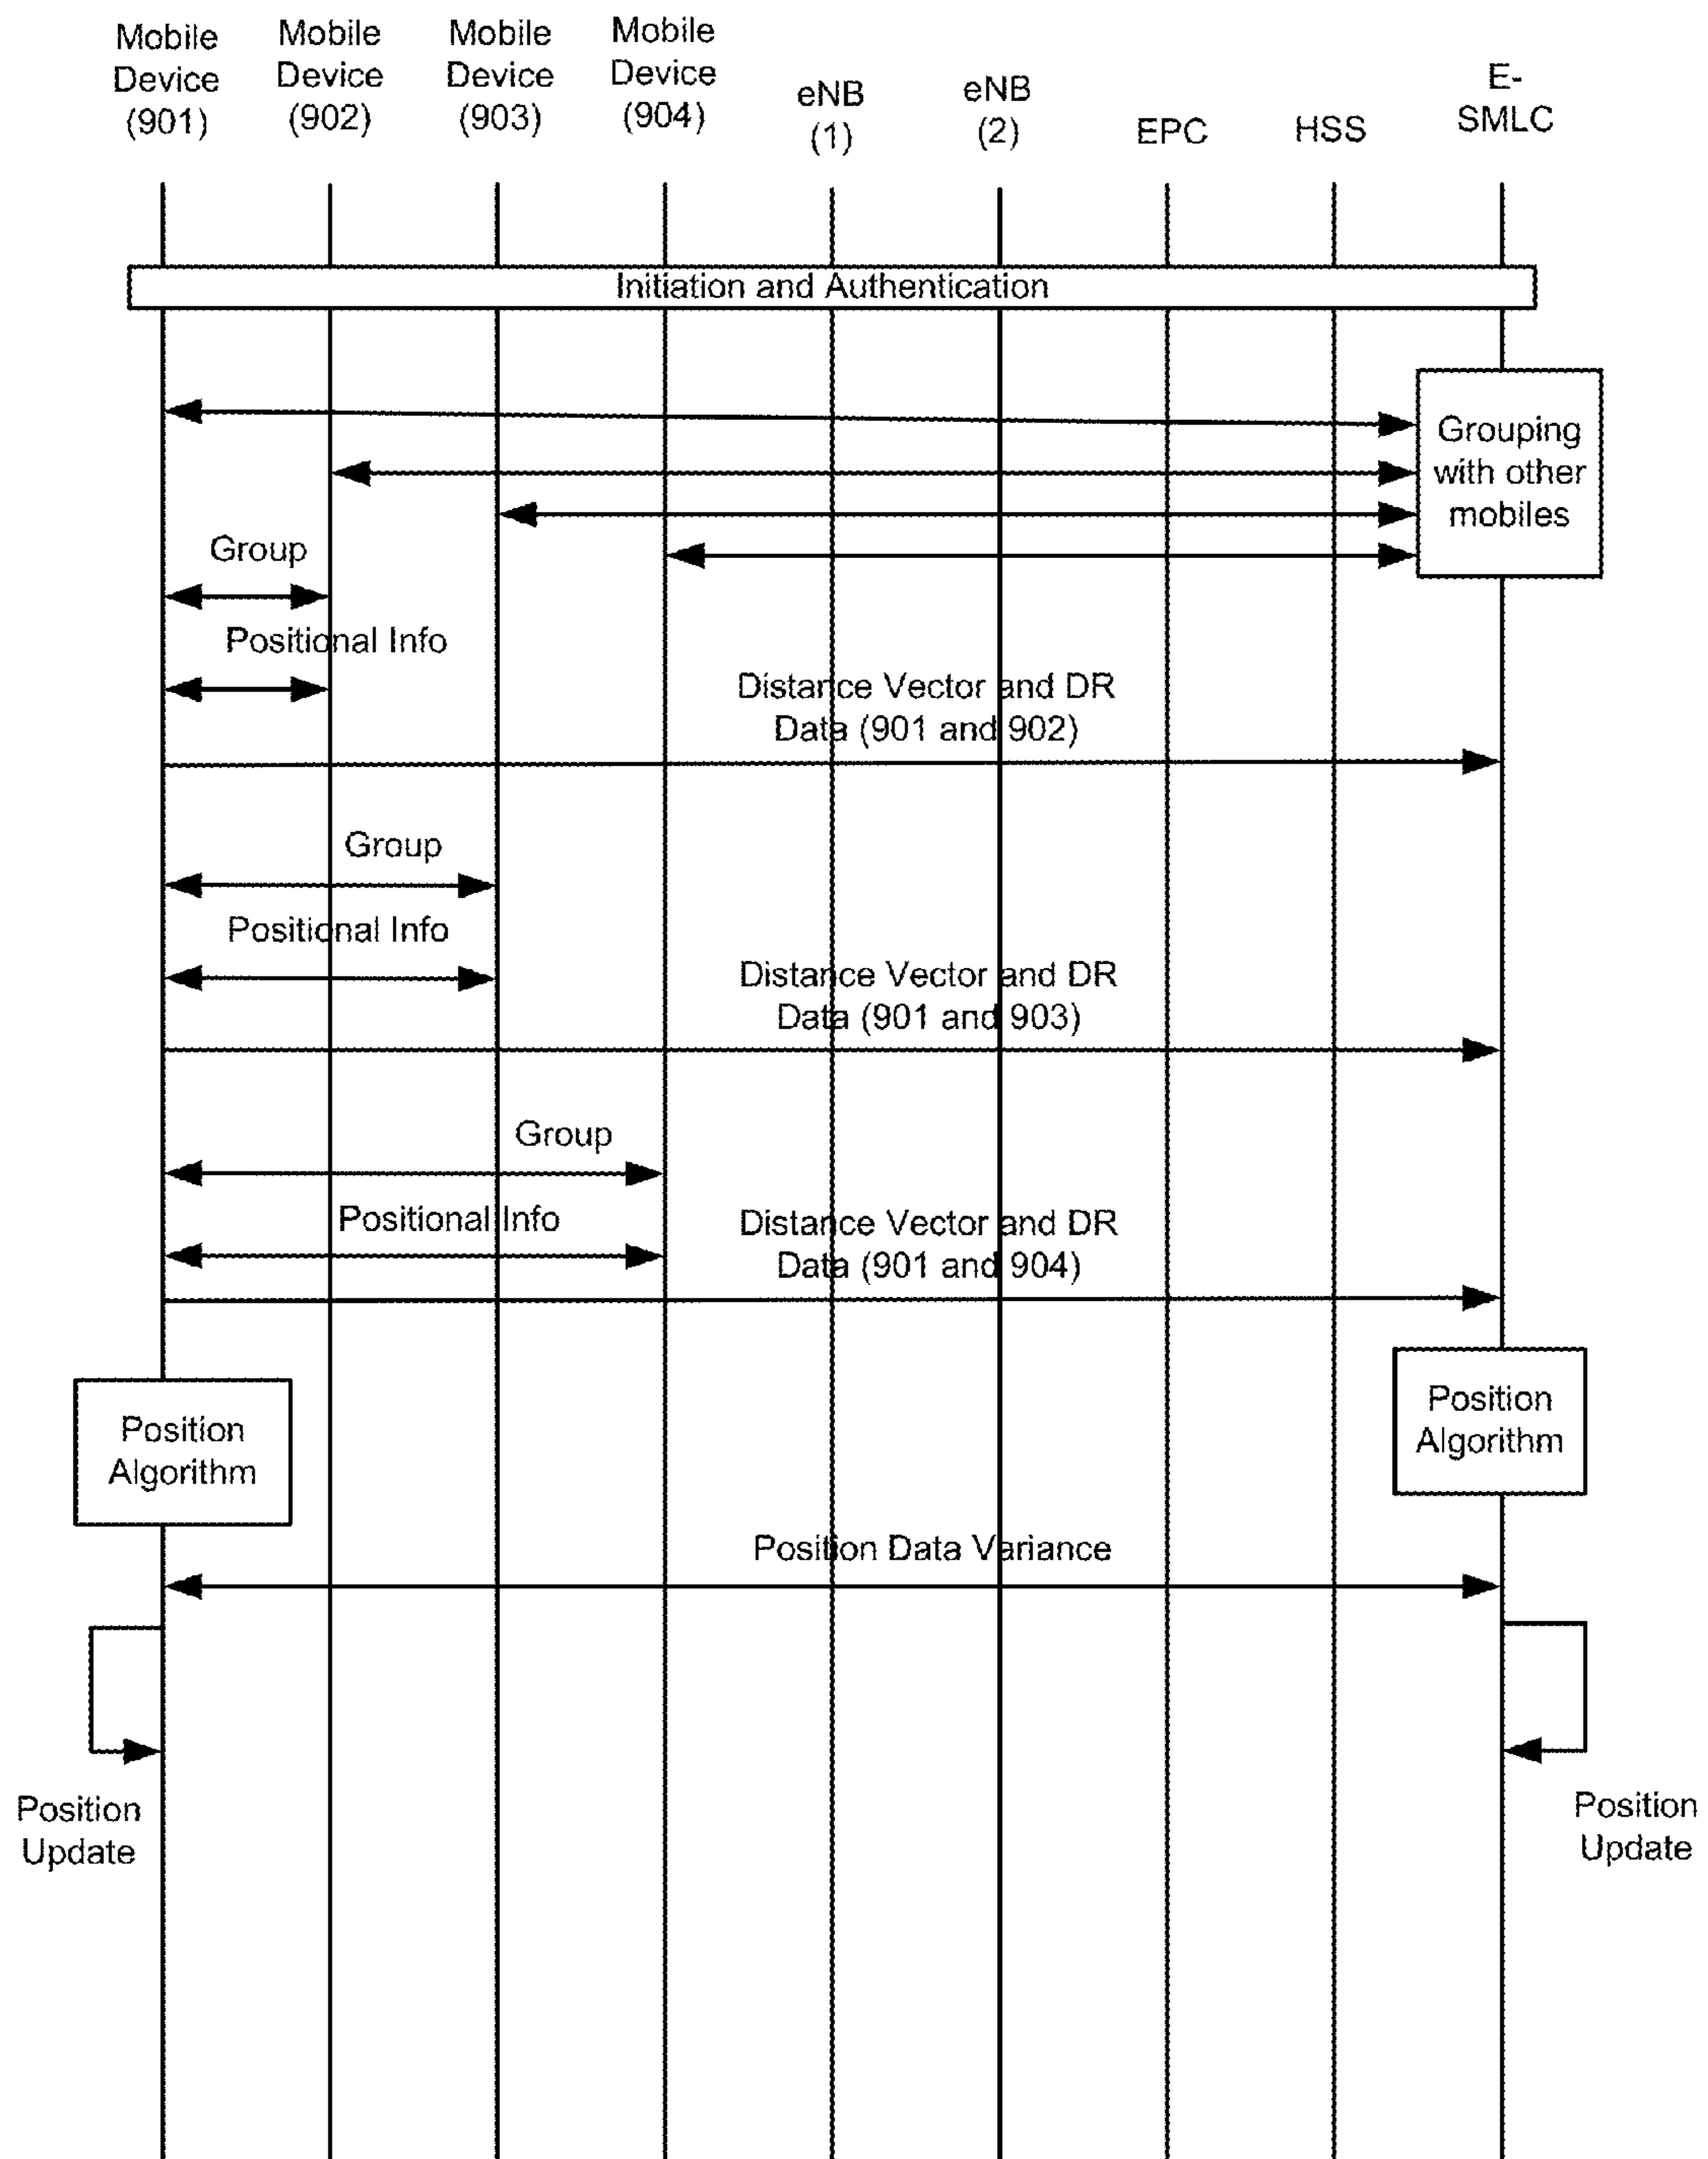 Mobile
Device
(901)
Mobile
Device
(902)
Mobile
Device
(903)
Mobile
Device
(904)
eNB
(1)
eNB
(2)
EPC
HSS
E-
SMLC
Initiation and Authentication
Grouping
with other
mobiles
Group
Positional Info
Distance Vector and DR
Data (901 and 902)
Group
Positional Info
Distance Vector and DR
Data (901 and 903)
Group
Positional Info
Distance Vector and DR
Data (901 and 904)
Position
Algorithm
Position
Algorithm
Position Data Variance
Position
Update
Position
Update